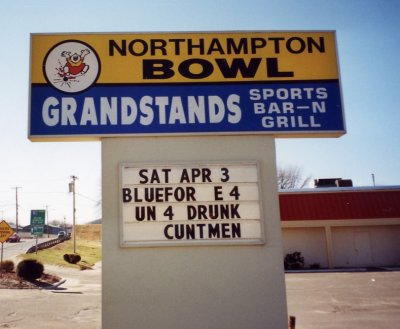 NORTHAMPTON
BOWL
GRANDSTANDS
SPORTS
BAR-N
GRILL
SAT APR 3
BLUEFOR E 4
UN 4 DRUNK
CUNTMEN